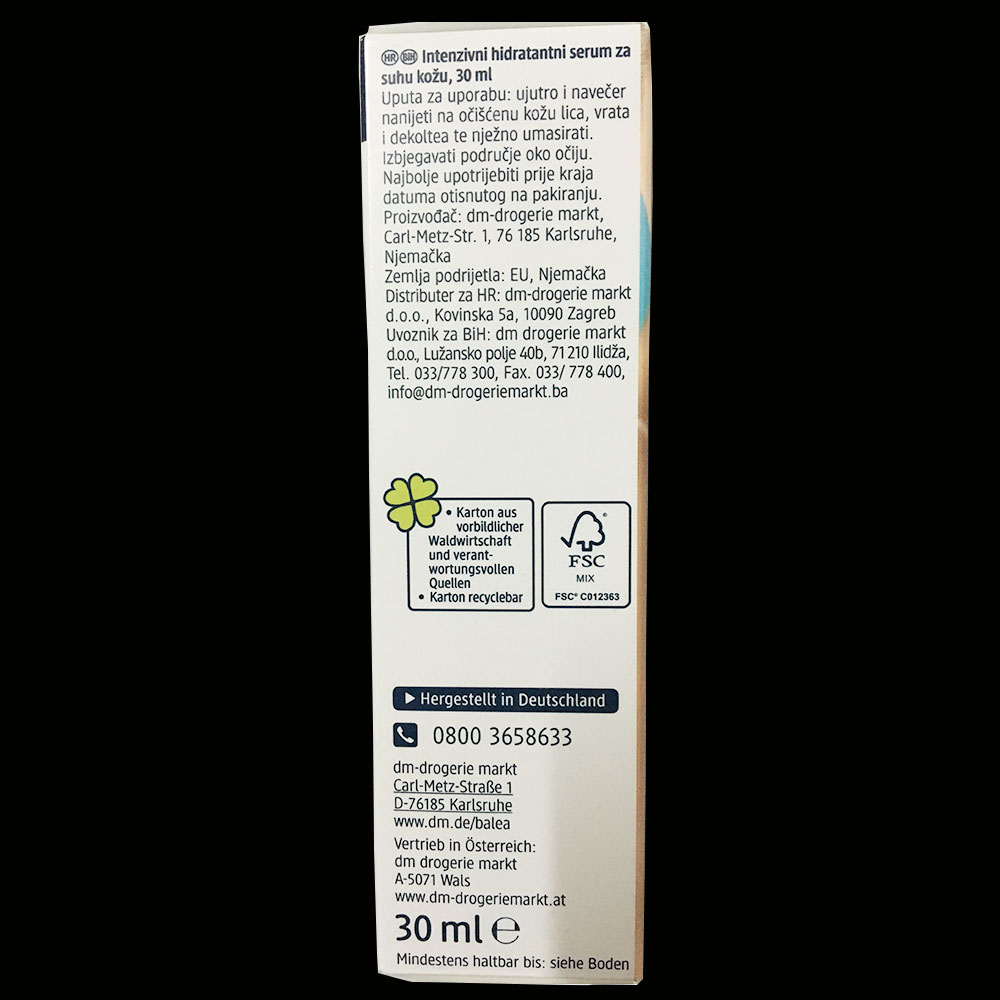 HR BiH Intenzivni hidratantni serum za
suhu kožu, 30 ml
Uputa za uporabu: ujutro i navečer
nanijeti na očišćenu kožu lica, vrata
i dekoltea te nježno umasirati.
Izbjegavati područje oko očiju.
Najbolje upotrijebiti prije kraja
datuma otisnutog na pakiranju.
Proizvođač: dm-drogerie markt,
Carl-Metz-Str. 1, 76 185 Karlsruhe,
Njemačka
Zemlja podrijetla: EU, Njemačka
Distributer za HR: dm-drogerie markt
d.o.o., Kovinska 5a, 10090 Zagreb
Uvoznik za BiH: dm drogerie markt
d.o.o., Lužansko polje 40b, 71 210 Ilidža,
Tel. 033/778 300, Fax. 033/ 778 400,
info@dm-drogeriemarkt.ba
• Karton aus
vorbildlicher
Waldwirtschaft
und verant-
wortungsvollen
Quellen
• Karton recyclebar
®
FSC
MIX
FSC® C012363
Hergestellt in Deutschland
0800 3658633
dm-drogerie markt
Carl-Metz-Straße 1
D-76185 Karlsruhe
www.dm.de/balea
Vertrieb in Österreich:
dm drogerie markt
A-5071 Wals
www.dm-drogeriemarkt.at
30 ml ℮
Mindestens haltbar bis: siehe Boden